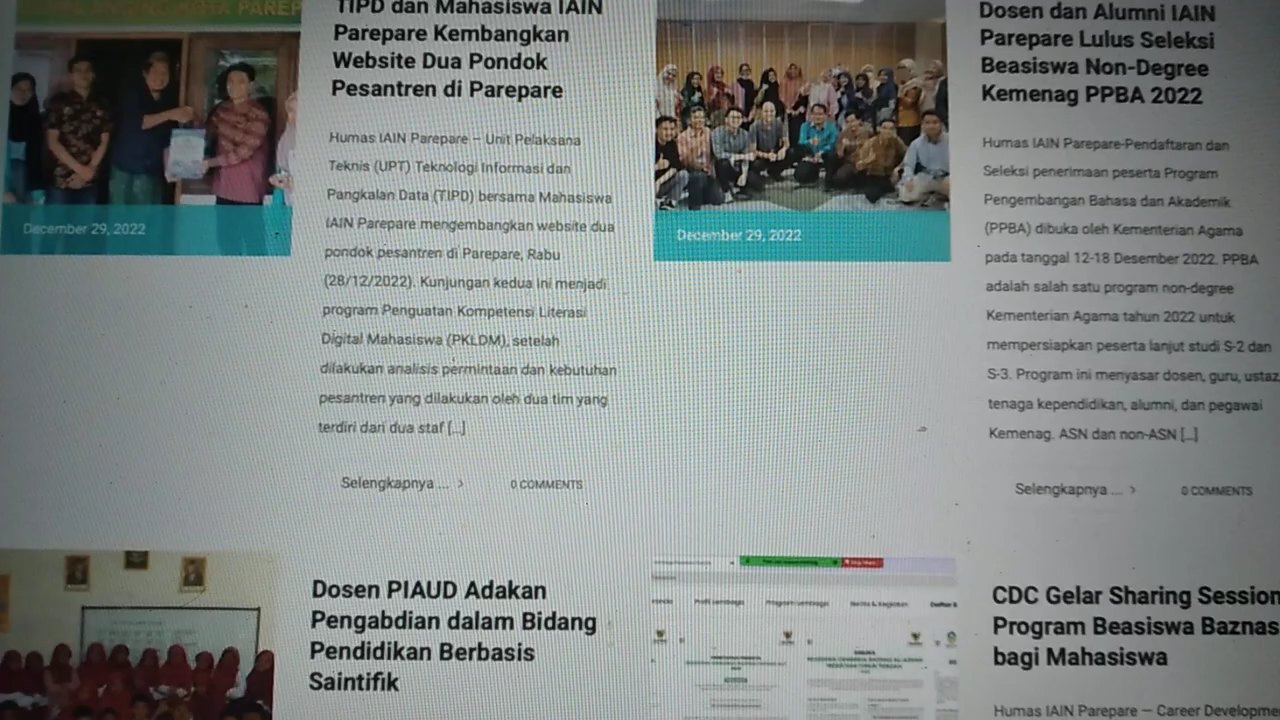 TIPD dan Mahasiswa IAIN
Parepare Kembangkan
Website Dua Pondok
Pesantren di Parepare
Humas IAIN Parepare – Unit Pelaksana
Teknis (UPT) Teknologi Informasi dan
Pangkalan Data (TIPD) bersama Mahasiswa
IAIN Parepare mengembangkan website dua
pondok pesantren di Parepare, Rabu
(28/12/2022). Kunjungan kedua ini menjadi
program Penguatan Kompetensi Literasi
Digital Mahasiswa (PKLDM), setelah
dilakukan analisis permintaan dan kebutuhan
pesantren yang dilakukan oleh dua tim yang
terdiri dari dua staf [...]
Selengkapnya ... ›
0 COMMENTS
December 29, 2022
Dosen dan Alumni IAIN
Parepare Lulus Seleksi
Beasiswa Non-Degree
Kemenag PPBA 2022
Humas IAIN Parepare-Pendaftaran dan
Seleksi penerimaan peserta Program
Pengembangan Bahasa dan Akademik
(PPBA) dibuka oleh Kementerian Agama
pada tanggal 12-18 Desember 2022. PPBA
adalah salah satu program non-degree
Kementerian Agama tahun 2022 untuk
mempersiapkan peserta lanjut studi S-2 dan
S-3. Program ini menyasar dosen, guru, ustaz
tenaga kependidikan, alumni, dan pegawai
Kemenag. ASN dan non-ASN [...]
Selengkapnya ... ›
0 COMMENTS
December 29, 2022
Dosen PIAUD Adakan
Pengabdian dalam Bidang
Pendidikan Berbasis
Saintifik
CDC Gelar Sharing Session
Program Beasiswa Baznas
bagi Mahasiswa
Humas IAIN Parepare — Career Developme